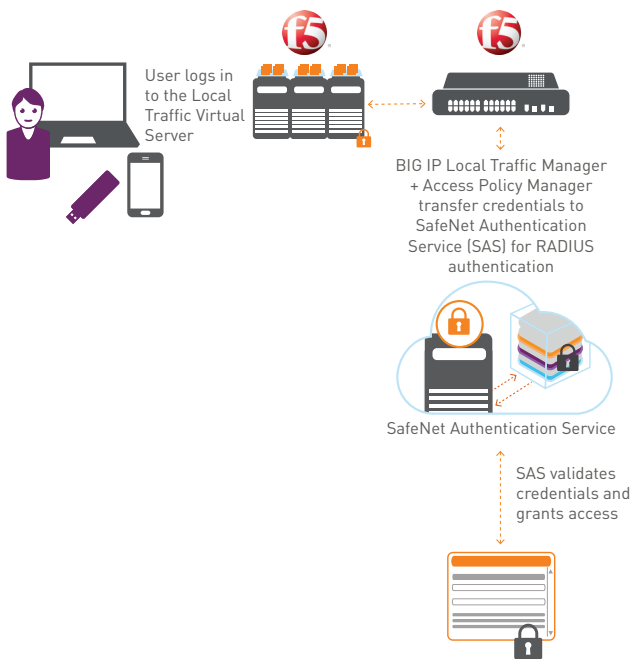 f5
f5
User logs in
to the Local
Traffic Virtual
Server
BIG IP Local Traffic Manager
+ Access Policy Manager
transfer credentials to
SafeNet Authentication
Service (SAS) for RADIUS
authentication
SafeNet Authentication Service
SAS validates
credentials and
grants access